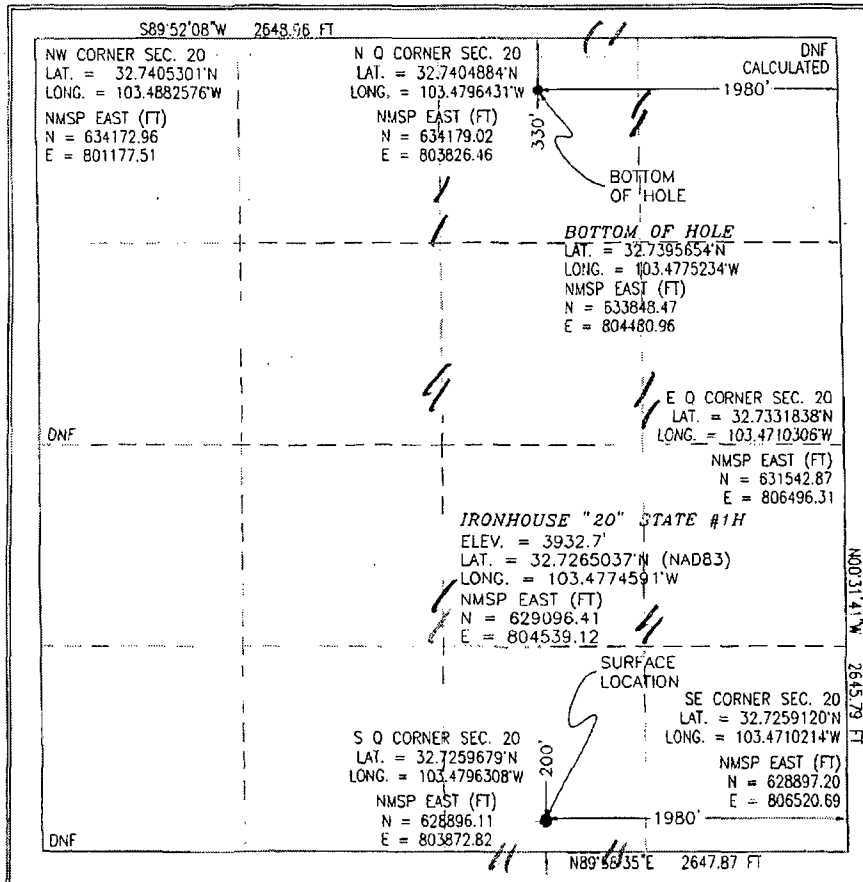 S89°52'08"W 2648.96 FT
NW CORNER SEC. 20
LAT. = 32.7405301°N
LONG. = 103.4882576°W
NMSP EAST (FT)
N = 634172.96
E = 801177.51
N Q CORNER SEC. 20
LAT. = 32.7404884°N
LONG. = 103.4796431°W
NMSP EAST (FT)
N = 634179.02
E = 803826.46
DNF
CALCULATED
1980'
330'
BOTTOM
OF HOLE
BOTTOM OF HOLE
LAT. = 32.7395654°N
LONG. = 103.4775234°W
NMSP EAST (FT)
N = 633848.47
E = 804480.96
E Q CORNER SEC. 20
LAT. = 32.7331838°N
LONG. = 103.4710306°W
NMSP EAST (FT)
N = 631542.87
E = 806496.31
DNF
IRONHOUSE "20" STATE #1H
ELEV. = 3932.7'
LAT. = 32.7265037°N (NAD83)
LONG. = 103.4774591°W
NMSP EAST (FT)
N = 629096.41
E = 804539.12
N00°31'41"W 2645.79 FT
SURFACE
LOCATION
SE CORNER SEC. 20
LAT. = 32.7259120°N
LONG. = 103.4710214°W
NMSP EAST (FT)
N = 628897.20
E = 806520.69
S Q CORNER SEC. 20
LAT. = 32.7259679°N
LONG. = 103.4796308°W
NMSP EAST (FT)
N = 628896.11
E = 803872.82
200'
1980'
DNF
N89°58'35"E 2647.87 FT